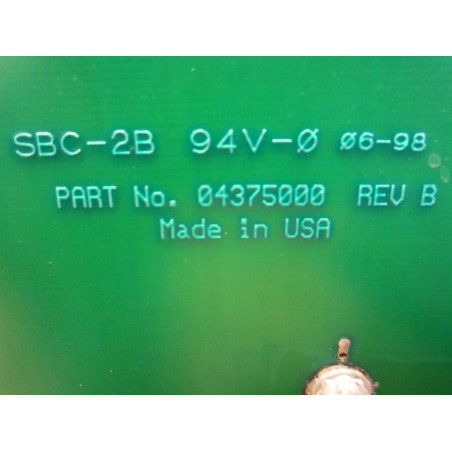 SBC-2B 94V-Ø Ø6-98
PART No. 04375000 REV B
Made in USA